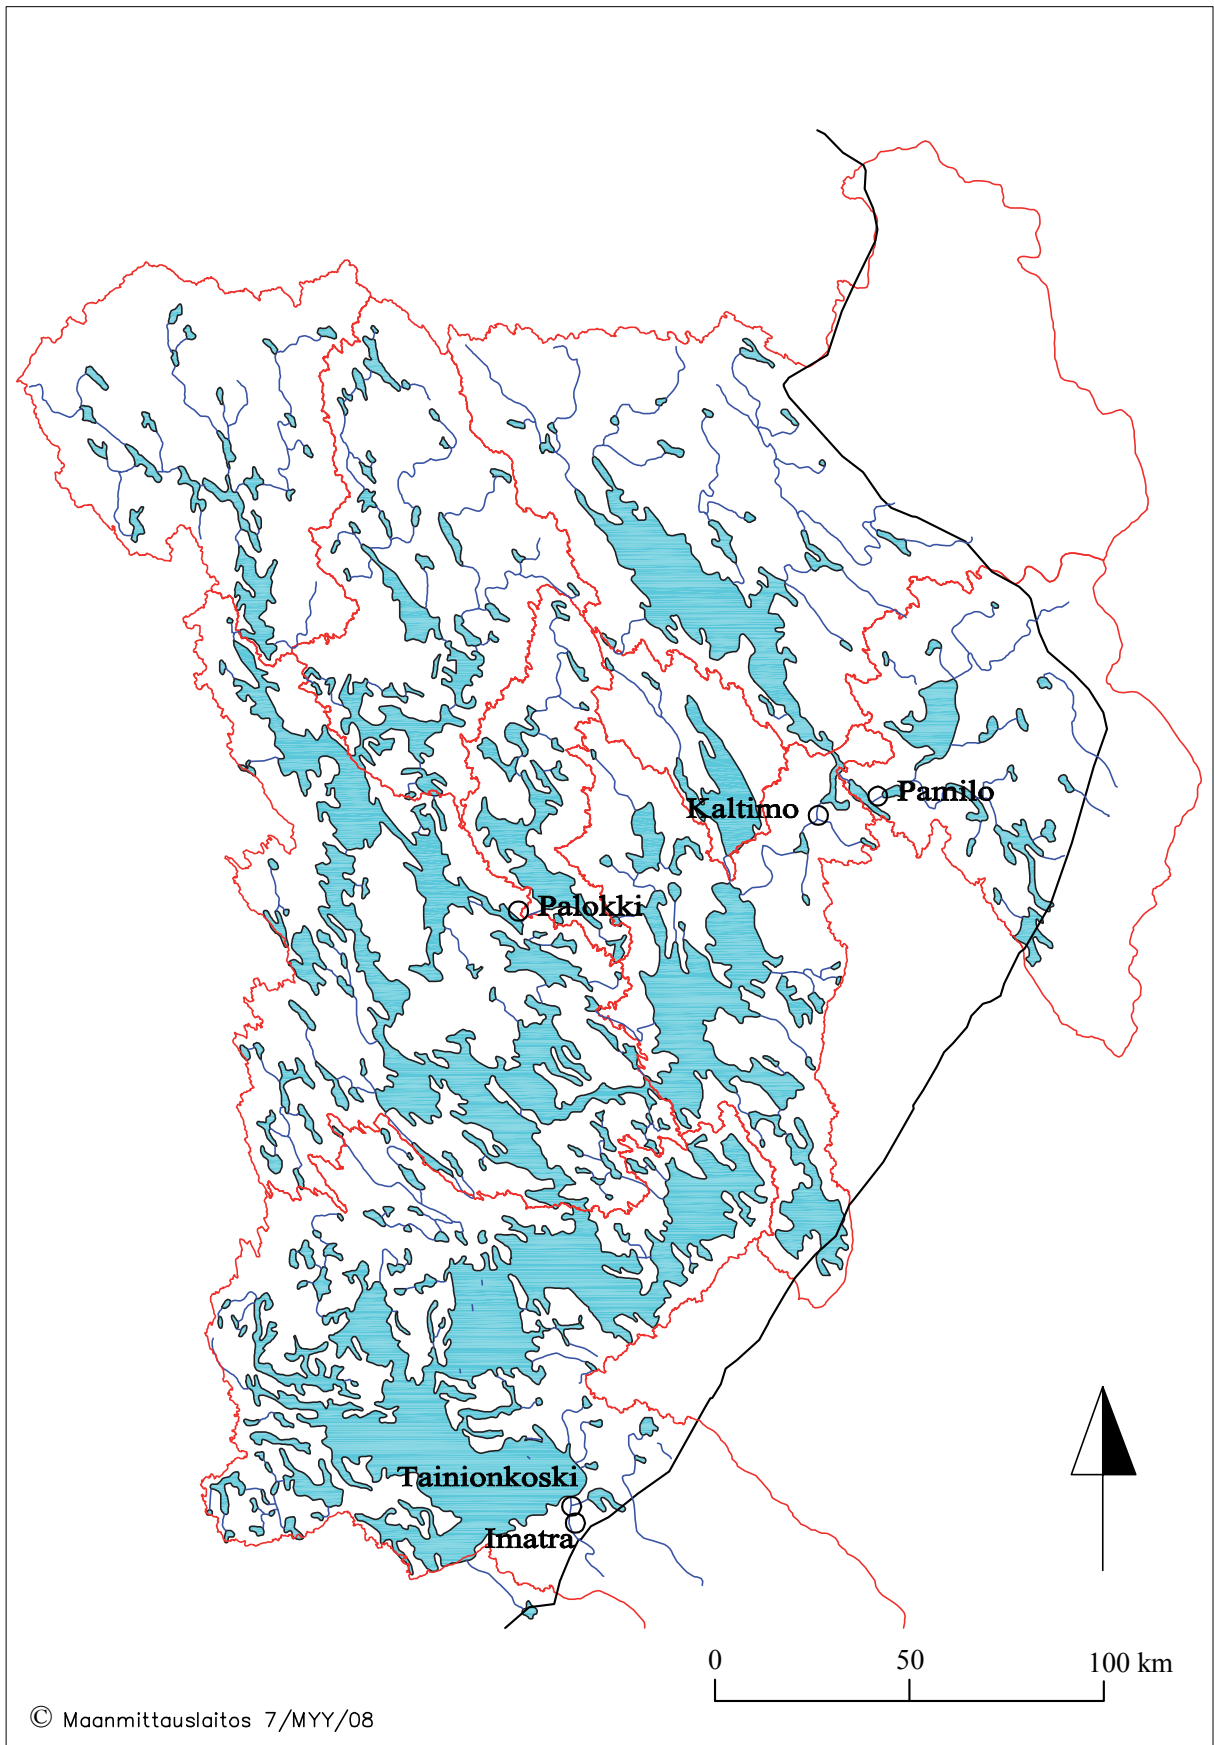 Pamilo
Kaltimo
Palokki
Tainionkoski
Imatra
0 50 100 km
© Maanmittauslaitos 7/MYY/08